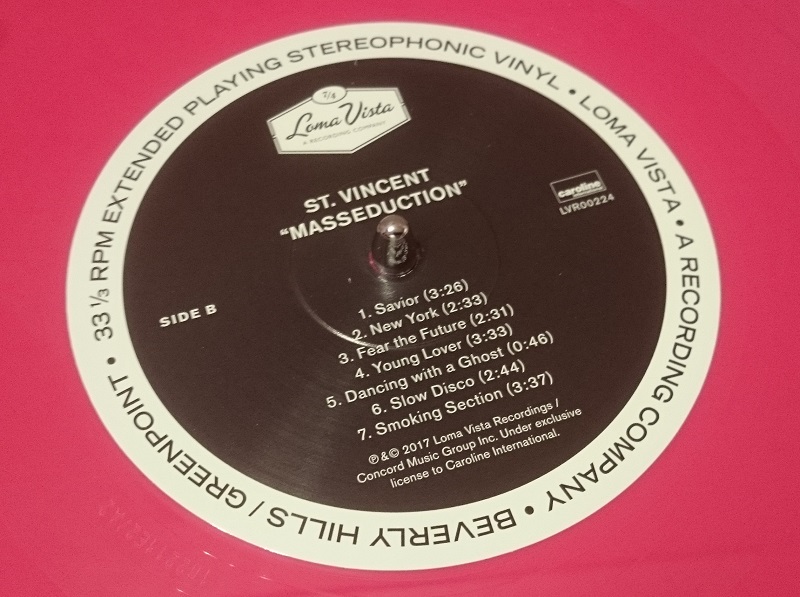 33 1/3 RPM EXTENDED PLAYING STEREOPHONIC VINYL • LOMA VISTA • A RECORDING COMPANY • BEVERLY HILLS / GREENPOINT •
Loma Vista
A RECORDING COMPANY
ST. VINCENT
"MASSEDUCTION"
caroline
LVR00224
SIDE B
1. Savior (3:26)
2. New York (2:33)
3. Fear the Future (2:31)
4. Young Lover (3:33)
5. Dancing with a Ghost (0:46)
6. Slow Disco (2:44)
7. Smoking Section (3:37)
℗&© 2017 Loma Vista Recordings /
Concord Music Group Inc. Under exclusive
license to Caroline International.